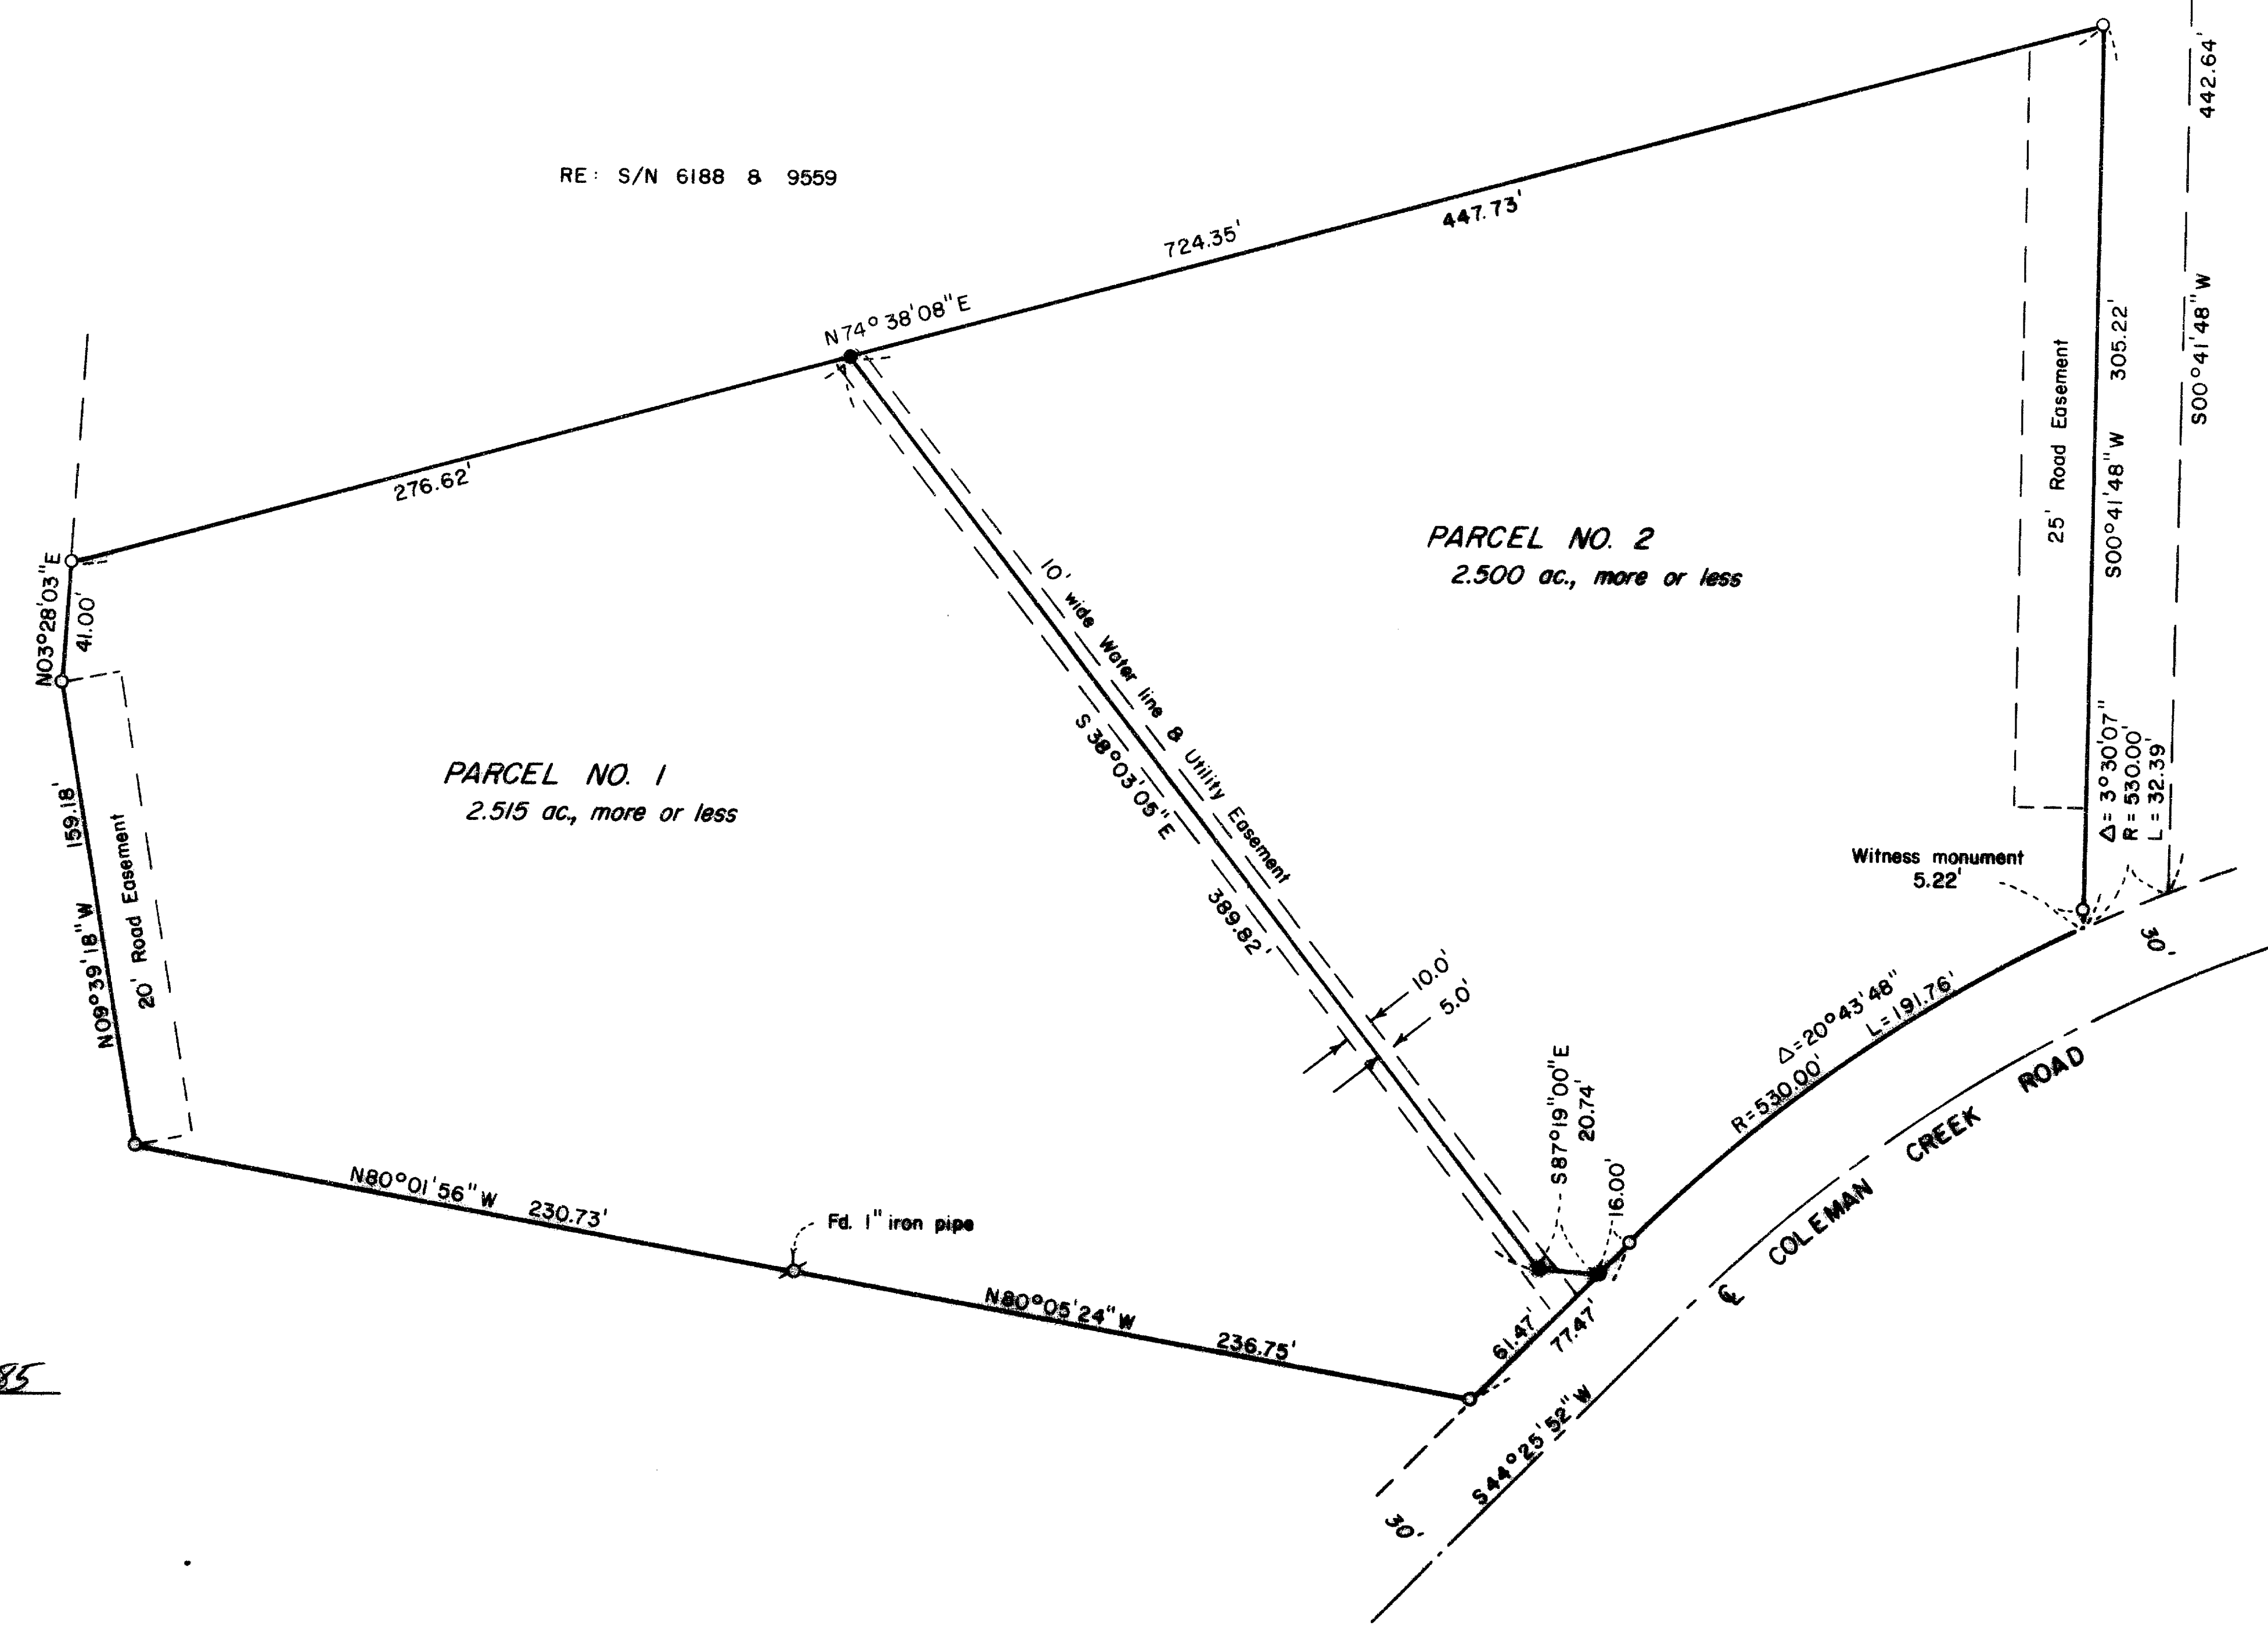 442.64'
RE: S/N 6188 & 9559
447.73'
724.35'
N74°38'08"E
276.62'
S00°41'48"W
305.22'
S00°41'48"W
25' Road Easement
PARCEL NO. 2
2.500 ac., more or less
N03°28'03"E
41.00'
10' wide Water line & Utility Easement
S38°03'05"E
389.82'
PARCEL NO. 1
2.515 ac., more or less
159.18'
N09°39'18"W
20' Road Easement
Δ=3°30'07"
R=530.00'
L=32.39'
Witness monument
5.22'
30'
10.0'
5.0'
Δ=20°43'48"
L=191.76'
R=530.00'
S87°19'00"E
20.74'
16.00'
COLEMAN CREEK ROAD
N80°01'56"W 230.73'
Fd. 1" iron pipe
N80°05'24"W 236.75'
61.47'
77.47'
S44°25'52"W
30'
85